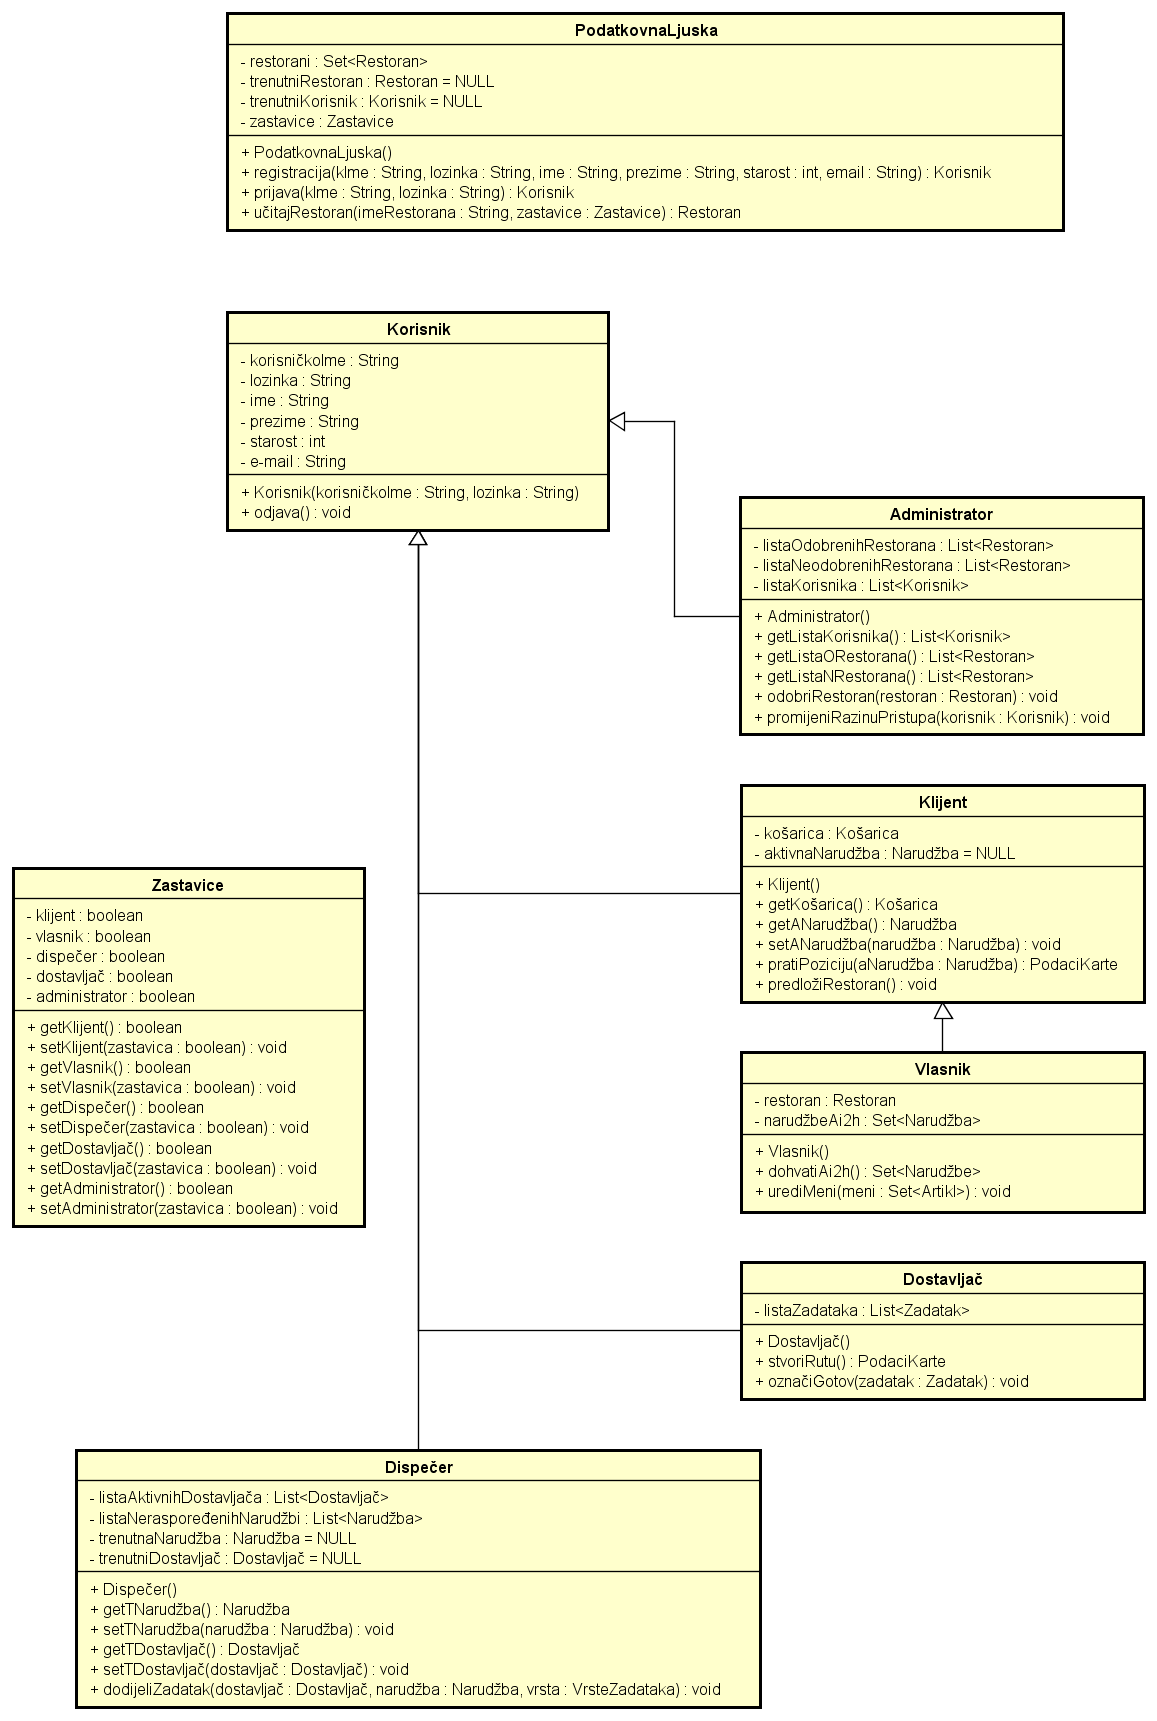 PodatkovnaLjuska
- restorani : Set<Restoran>
- trenutniRestoran : Restoran = NULL
- trenutniKorisnik : Korisnik = NULL
- zastavice : Zastavice
+ PodatkovnaLjuska()
+ registracija(kIme : String, lozinka : String, ime : String, prezime : String, starost : int, email : String) : Korisnik
+ prijava(kIme : String, lozinka : String) : Korisnik
+ učitajRestoran(imeRestorana : String, zastavice : Zastavice) : Restoran
Korisnik
- korisničkoIme : String
- lozinka : String
- ime : String
- prezime : String
- starost : int
- e-mail : String
+ Korisnik(korisničkoIme : String, lozinka : String)
+ odjava() : void
Administrator
- listaOdobrenihRestorana : List<Restoran>
- listaNeodobrenihRestorana : List<Restoran>
- listaKorisnika : List<Korisnik>
+ Administrator()
+ getListaKorisnika() : List<Korisnik>
+ getListaORestorana() : List<Restoran>
+ getListaNRestorana() : List<Restoran>
+ odobriRestoran(restoran : Restoran) : void
+ promijeniRazinuPristupa(korisnik : Korisnik) : void
Klijent
- košarica : Košarica
- aktivnaNarudžba : Narudžba = NULL
+ Klijent()
+ getKošarica() : Košarica
+ getANarudžba() : Narudžba
+ setANarudžba(narudžba : Narudžba) : void
+ pratiPoziciju(aNarudžba : Narudžba) : PodaciKarte
+ predložiRestoran() : void
Zastavice
- klijent : boolean
- vlasnik : boolean
- dispečer : boolean
- dostavljač : boolean
- administrator : boolean
+ getKlijent() : boolean
+ setKlijent(zastavica : boolean) : void
+ getVlasnik() : boolean
+ setVlasnik(zastavica : boolean) : void
+ getDispečer() : boolean
+ setDispečer(zastavica : boolean) : void
+ getDostavljač() : boolean
+ setDostavljač(zastavica : boolean) : void
+ getAdministrator() : boolean
+ setAdministrator(zastavica : boolean) : void
Vlasnik
- restoran : Restoran
- narudžbeAi2h : Set<Narudžba>
+ Vlasnik()
+ dohvatiAi2h() : Set<Narudžbe>
+ urediMeni(meni : Set<Artikl>) : void
Dostavljač
- listaZadataka : List<Zadatak>
+ Dostavljač()
+ stvoriRutu() : PodaciKarte
+ označiGotov(zadatak : Zadatak) : void
Dispečer
- listaAktivnihDostavljača : List<Dostavljač>
- listaNeraspoređenihNarudžbi : List<Narudžba>
- trenutnaNarudžba : Narudžba = NULL
- trenutniDostavljač : Dostavljač = NULL
+ Dispečer()
+ getTNarudžba() : Narudžba
+ setTNarudžba(narudžba : Narudžba) : void
+ getTDostavljač() : Dostavljač
+ setTDostavljač(dostavljač : Dostavljač) : void
+ dodijeliZadatak(dostavljač : Dostavljač, narudžba : Narudžba, vrsta : VrsteZadataka) : void